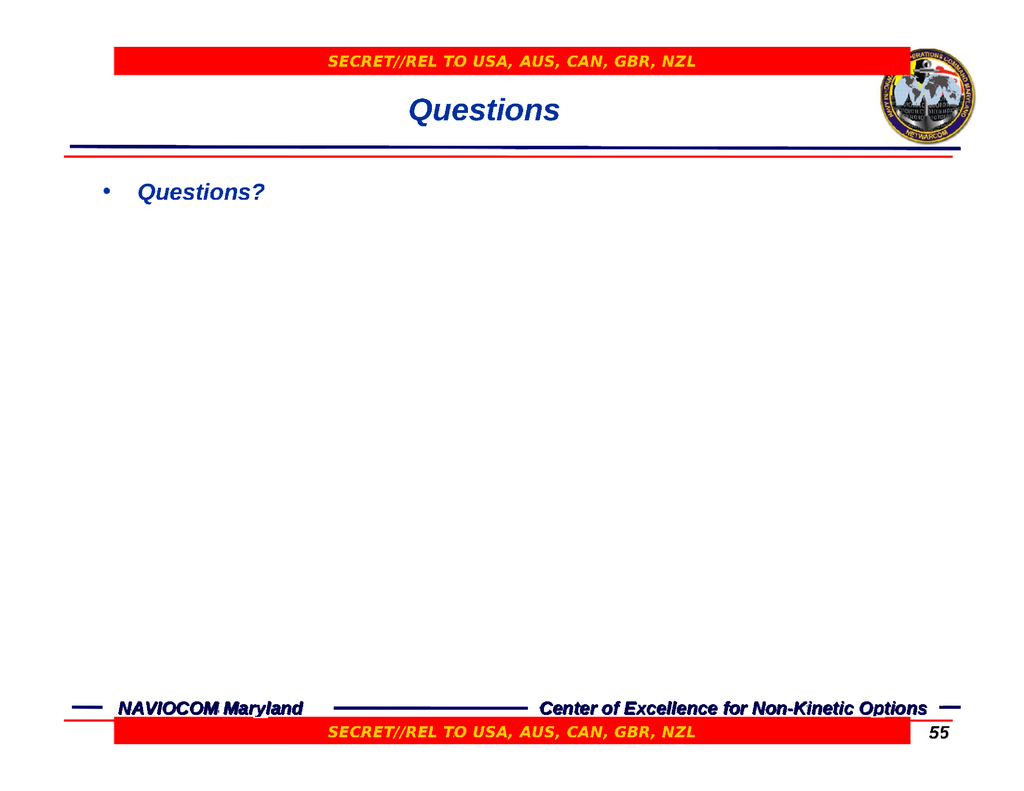 SECRET//REL TO USA, AUS, CAN, GBR, NZL
Questions
• Questions?
NAVIOCOM Maryland
Center of Excellence for Non-Kinetic Options
SECRET//REL TO USA, AUS, CAN, GBR, NZL
55
NETWARCOM